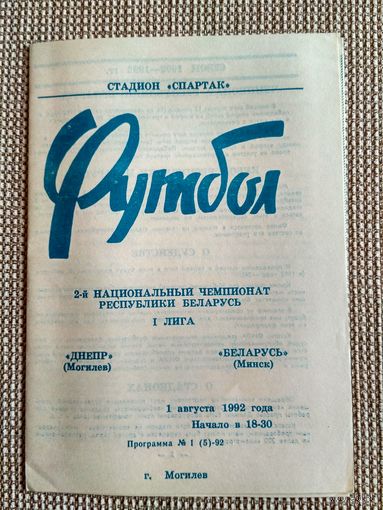 СТАДИОН «СПАРТАК»
Футбол
2-й НАЦИОНАЛЬНЫЙ ЧЕМПИОНАТ
РЕСПУБЛИКИ БЕЛАРУСЬ
I ЛИГА
«ДНЕПР»
(Могилев)
«БЕЛАРУСЬ»
(Минск)
1 августа 1992 года
Начало в 18-30
Программа № 1 (5)-92
г. Могилев